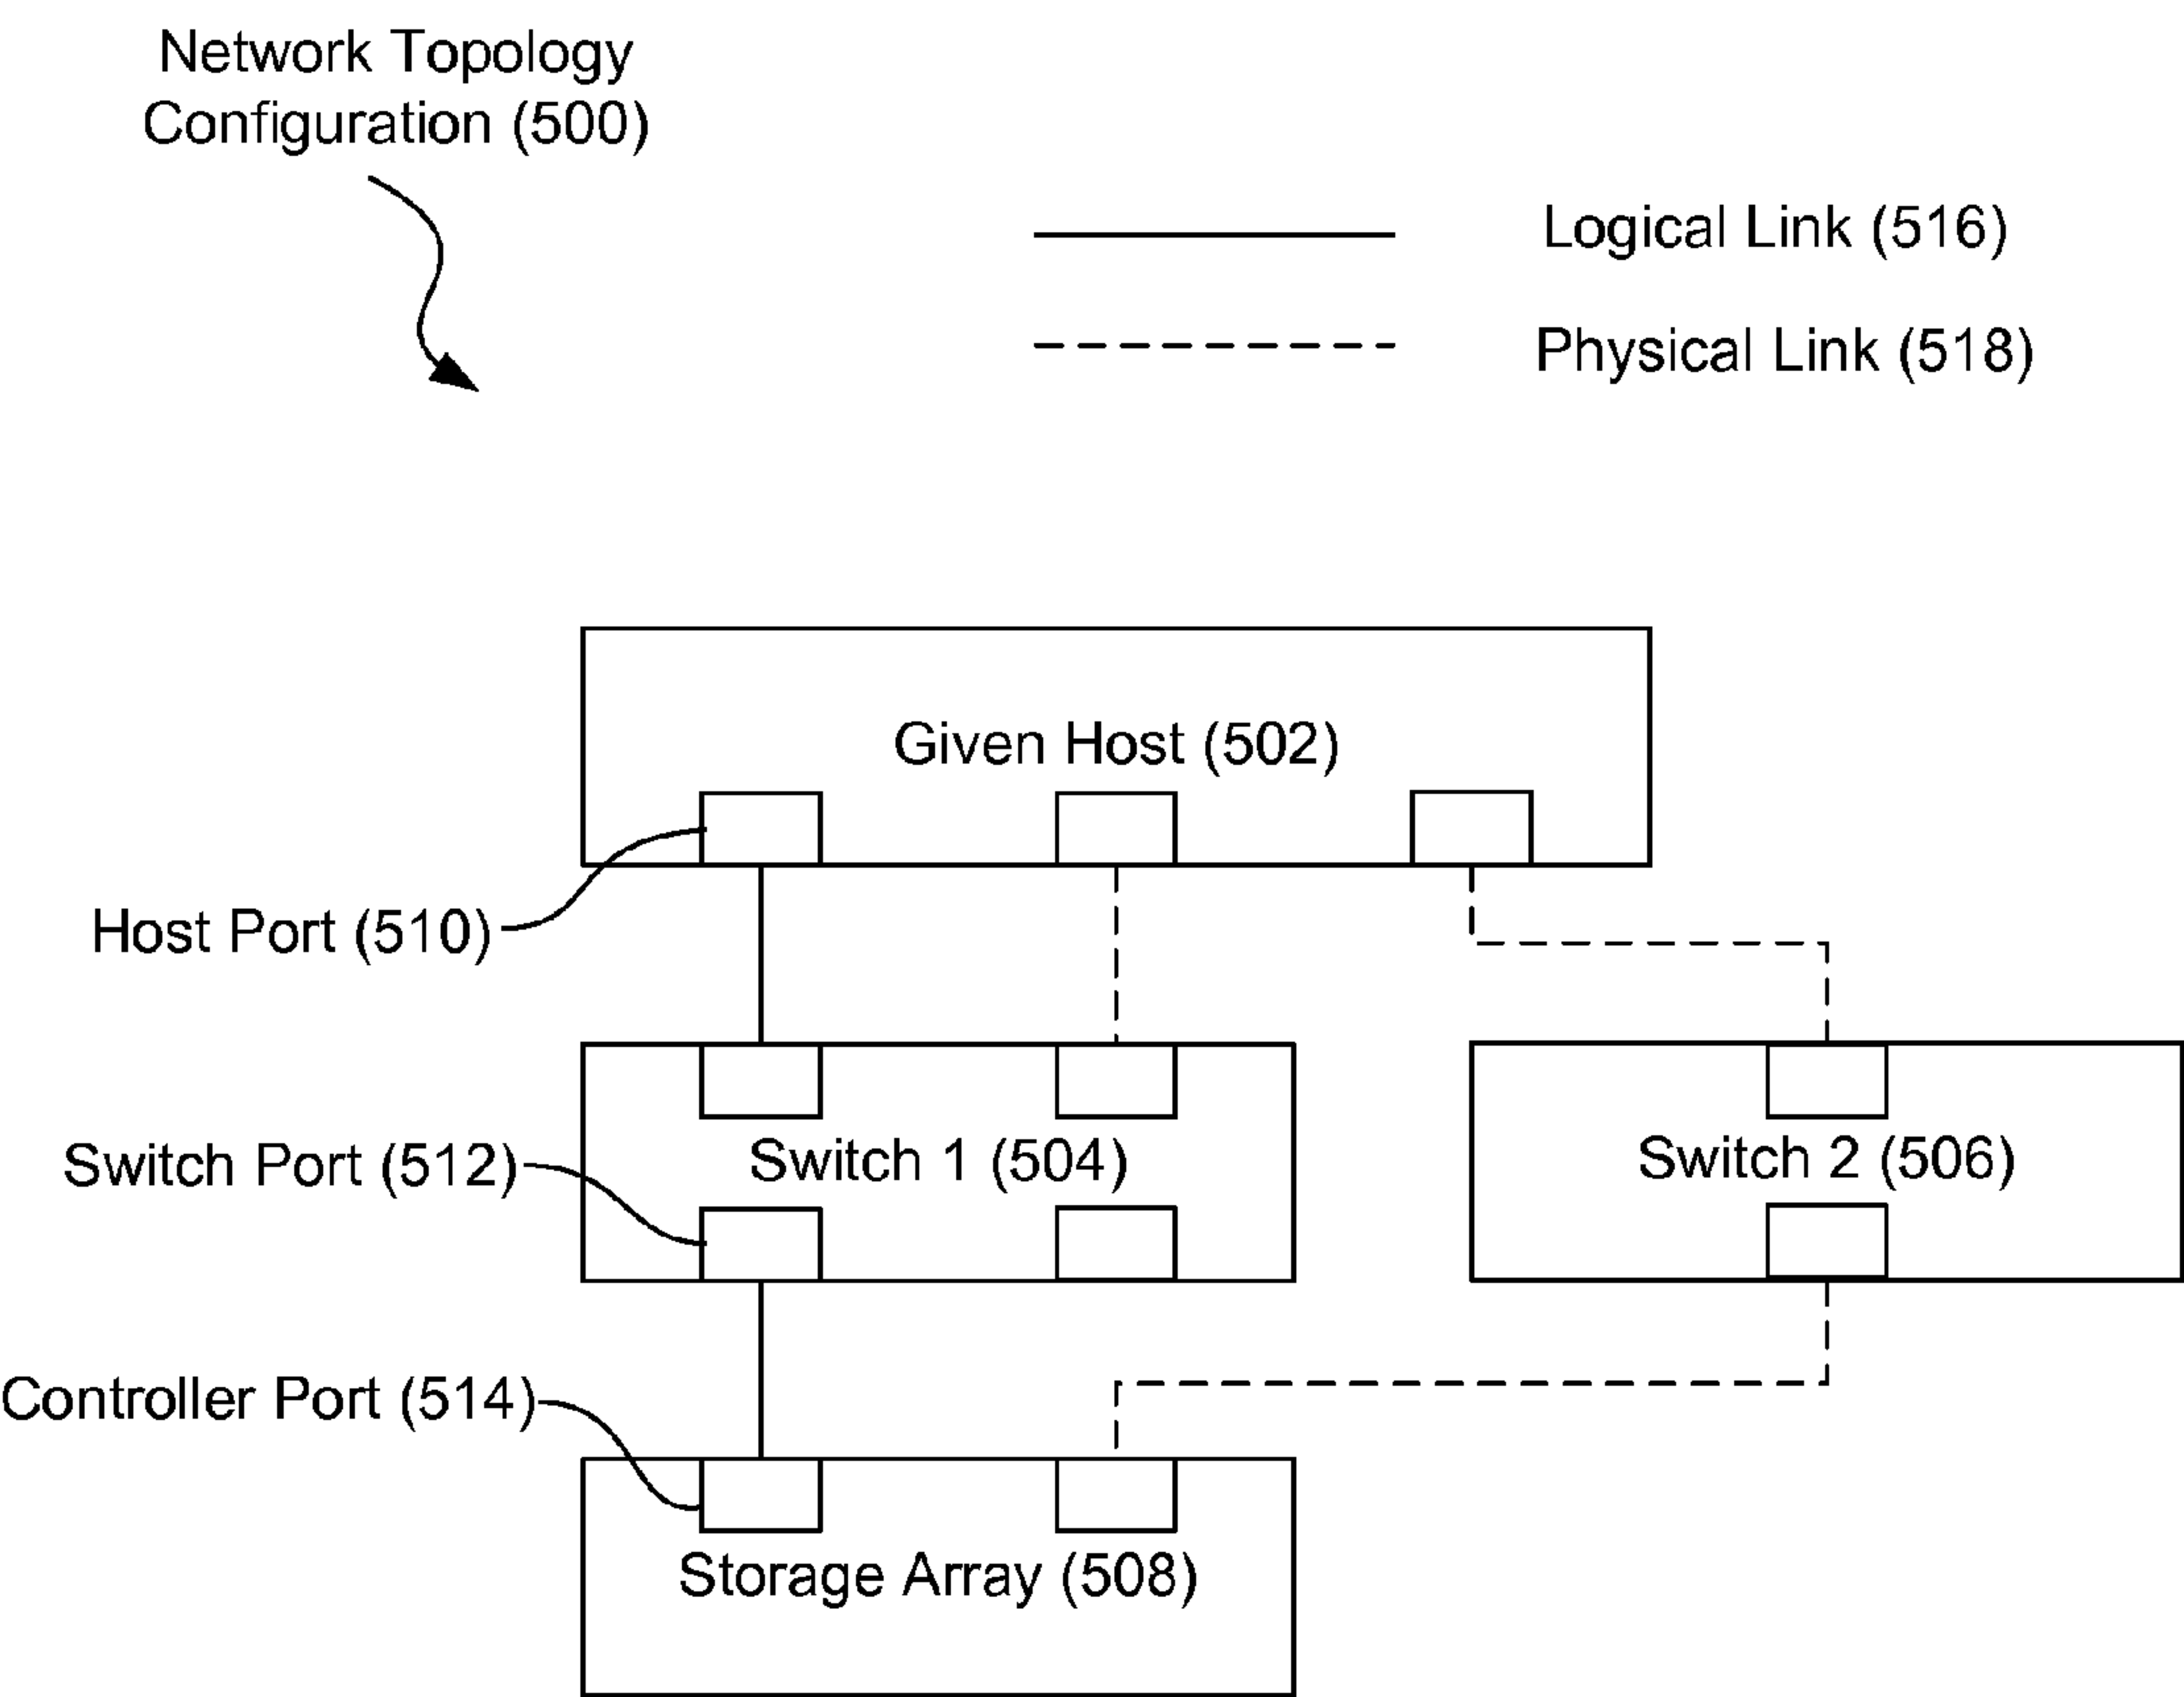 Network Topology
Configuration (500)
Logical Link (516)
Physical Link (518)
Given Host (502)
Host Port (510)
Switch Port (512)
Switch 1 (504)
Switch 2 (506)
Controller Port (514)
Storage Array (508)